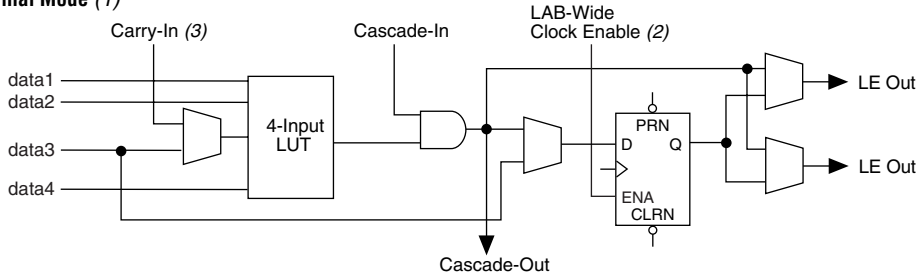 Mode (1)
Carry-In (3)
Cascade-In
LAB-Wide
Clock Enable (2)
data1
data2
data3
data4
4-Input
LUT
PRN
D
Q
ENA
CLRN
LE Out
LE Out
Cascade-Out